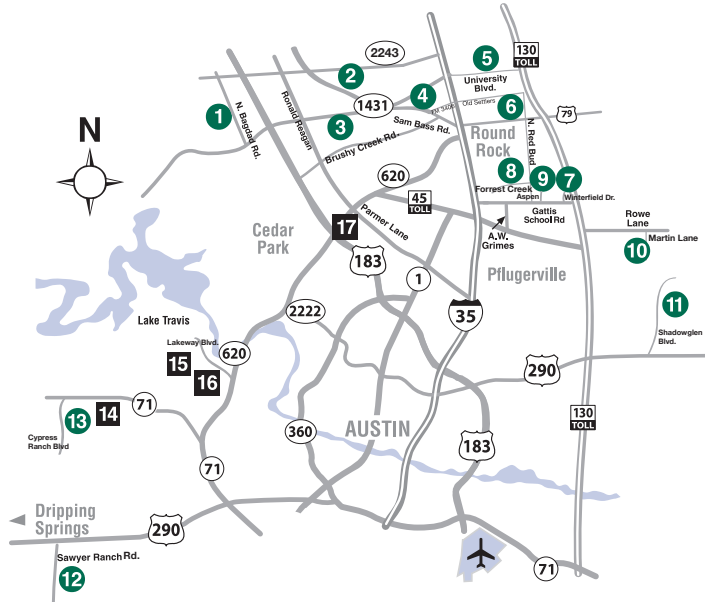 2243
130
TOLL
5
2
University
Blvd.
4
1431
FM 3406
Old Settlers
6
79
1
N. Bagdad Rd.
Ronald Reagan
3
Sam Bass Rd.
Brushy Creek Rd.
N. Red Bud
Round
Rock
N
620
8
9
7
Forrest Creek
Aspen
Winterfield Dr.
45
TOLL
Parmer Lane
Gattis
School Rd
A.W.
Grimes
Rowe
Lane
Martin Lane
10
Cedar
Park
17
183
1
Pflugerville
11
Shadowglen
Blvd.
35
2222
Lake Travis
Lakeway Blvd.
620
15
16
290
13
14
71
Cypress
Ranch Blvd
360
AUSTIN
183
130
TOLL
71
Dripping
Springs
290
Sawyer Ranch Rd.
12
71